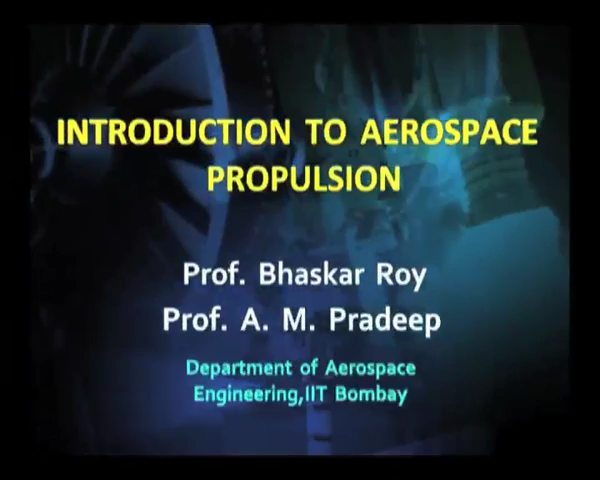 INTRODUCTION TO AEROSPACE
PROPULSION
Prof. Bhaskar Roy
Prof. A. M. Pradeep
Department of Aerospace
Engineering,IIT Bombay